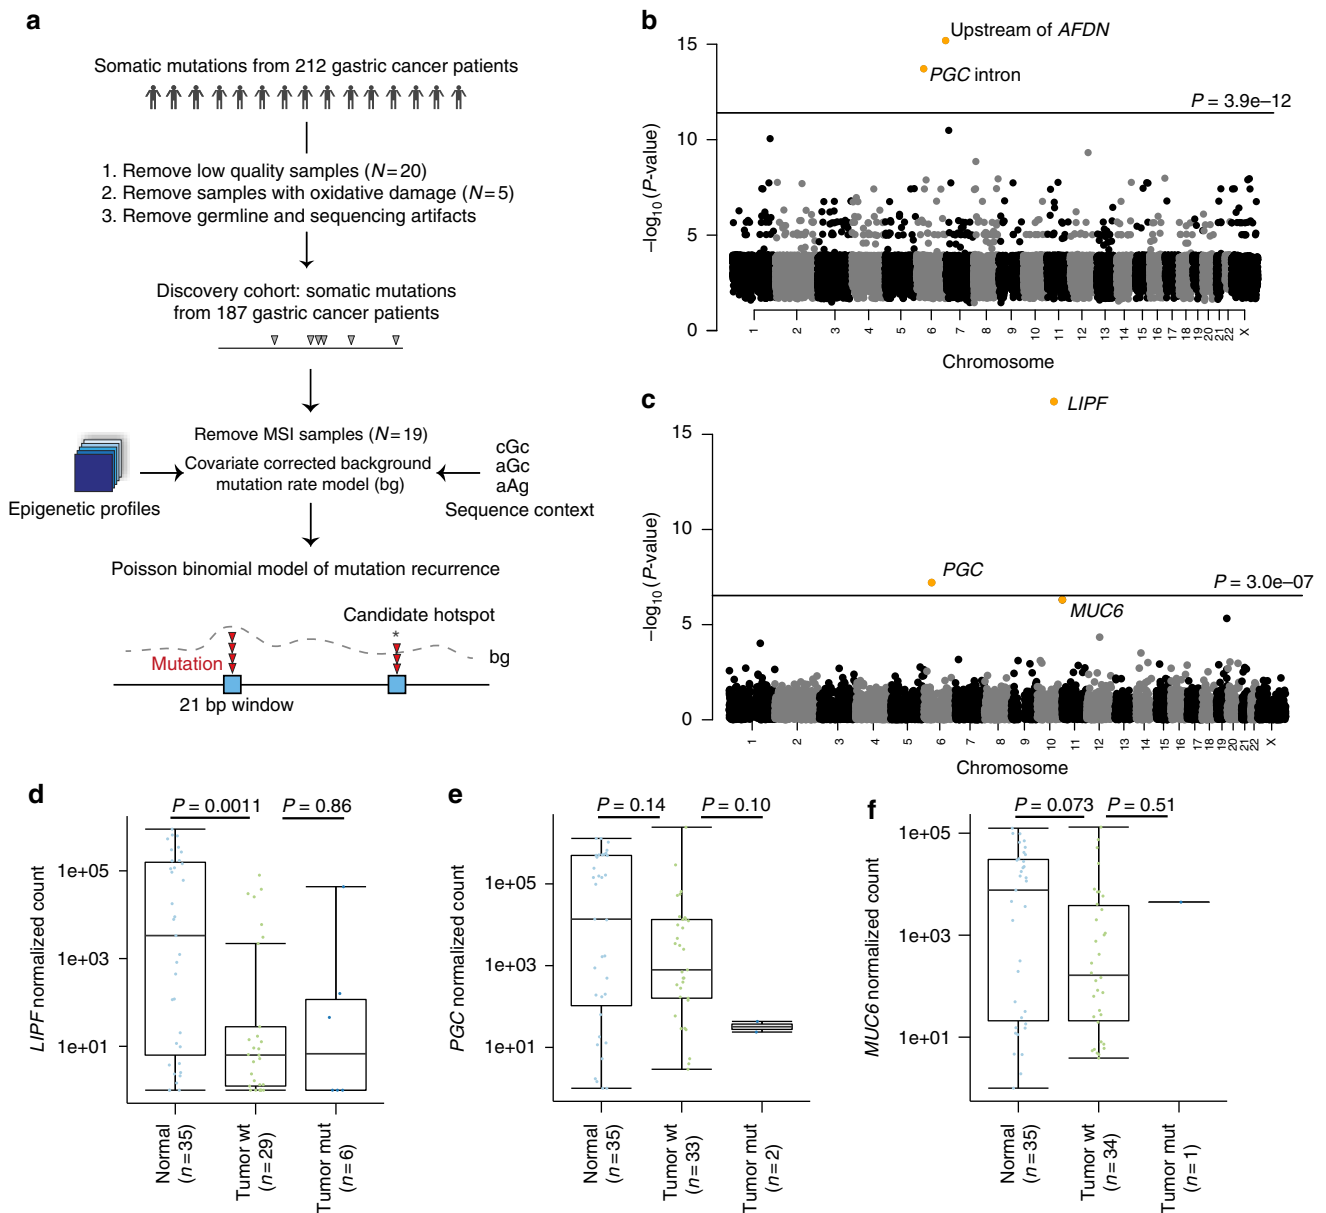 a
Somatic mutations from 212 gastric cancer patients
1. Remove low quality samples (N=20)
2. Remove samples with oxidative damage (N=5)
3. Remove germline and sequencing artifacts
Discovery cohort: somatic mutations
from 187 gastric cancer patients
Remove MSI samples (N=19)
Covariate corrected background
mutation rate model (bg)
Epigenetic profiles
cGc
aGc
aAg
Sequence context
Poisson binomial model of mutation recurrence
Candidate hotspot
*
Mutation
bg
21 bp window
b
Upstream of AFDN
PGC intron
P = 3.9e–12
–log10 (P-value)
15
10
5
0
1 2 3 4 5 6 7 8 9 10 11 12 13 14 15 16 17 18 19 20 21 22 X
Chromosome
c
LIPF
PGC
P = 3.0e–07
MUC6
–log10 (P-value)
15
10
5
0
1 2 3 4 5 6 7 8 9 10 11 12 13 14 15 16 17 18 19 20 21 22 X
Chromosome
d
P = 0.0011 P = 0.86
LIPF normalized count
1e+05
1e+03
1e+01
Normal
(n=35)
Tumor wt
(n=29)
Tumor mut
(n=6)
e
P = 0.14 P = 0.10
PGC normalized count
1e+05
1e+03
1e+01
Normal
(n=35)
Tumor wt
(n=33)
Tumor mut
(n=2)
f
P = 0.073 P = 0.51
MUC6 normalized count
1e+05
1e+03
1e+01
Normal
(n=35)
Tumor wt
(n=34)
Tumor mut
(n=1)